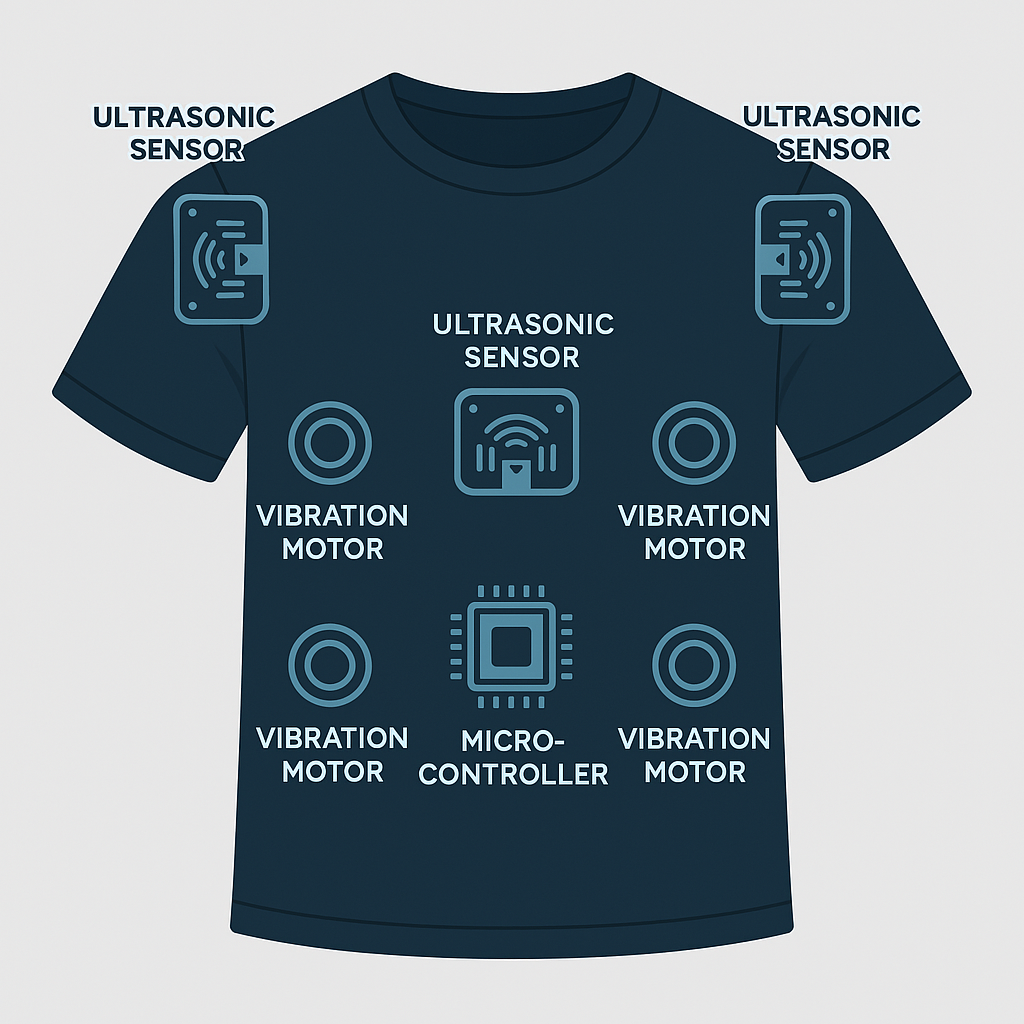 ULTRASONIC
SENSOR
ULTRASONIC
SENSOR
ULTRASONIC
SENSOR
VIBRATION
MOTOR
VIBRATION
MOTOR
VIBRATION
MOTOR
MICRO-
CONTROLLER
VIBRATION
MOTOR